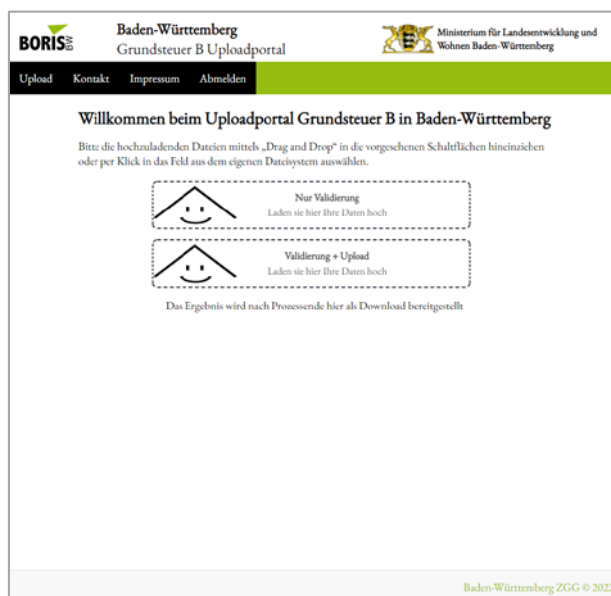 BORIS BW
Baden-Württemberg
Grundsteuer B Uploadportal
Ministerium für Landesentwicklung und
Wohnen Baden-Württemberg
Upload Kontakt Impressum Abmelden
Willkommen beim Uploadportal Grundsteuer B in Baden-Württemberg
Bitte die hochzuladenden Dateien mittels „Drag and Drop“ in die vorgesehenen Schaltflächen hineinziehen
oder per Klick in das Feld aus dem eigenen Dateisystem auswählen.
Nur Validierung
Laden sie hier Ihre Daten hoch
Validierung + Upload
Laden sie hier Ihre Daten hoch
Das Ergebnis wird nach Prozessende hier als Download bereitgestellt
Baden-Württemberg ZGG © 2022